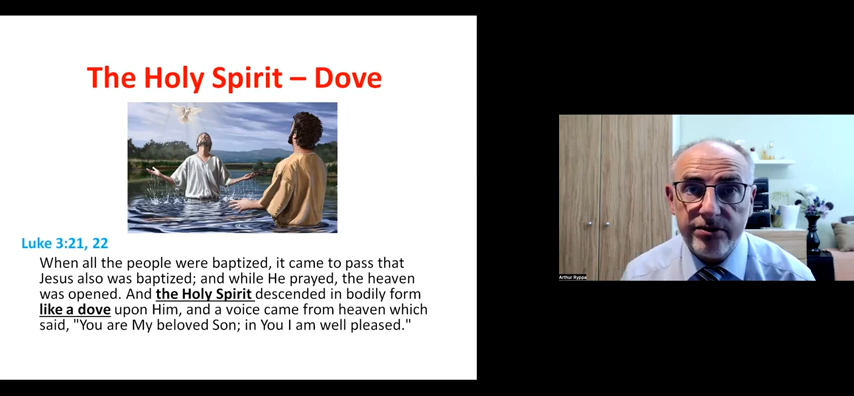 The Holy Spirit – Dove
Luke 3:21, 22
When all the people were baptized, it came to pass that
Jesus also was baptized; and while He prayed, the heaven
was opened. And the Holy Spirit descended in bodily form
like a dove upon Him, and a voice came from heaven which
said, "You are My beloved Son; in You I am well pleased."
Arthur Ryppa